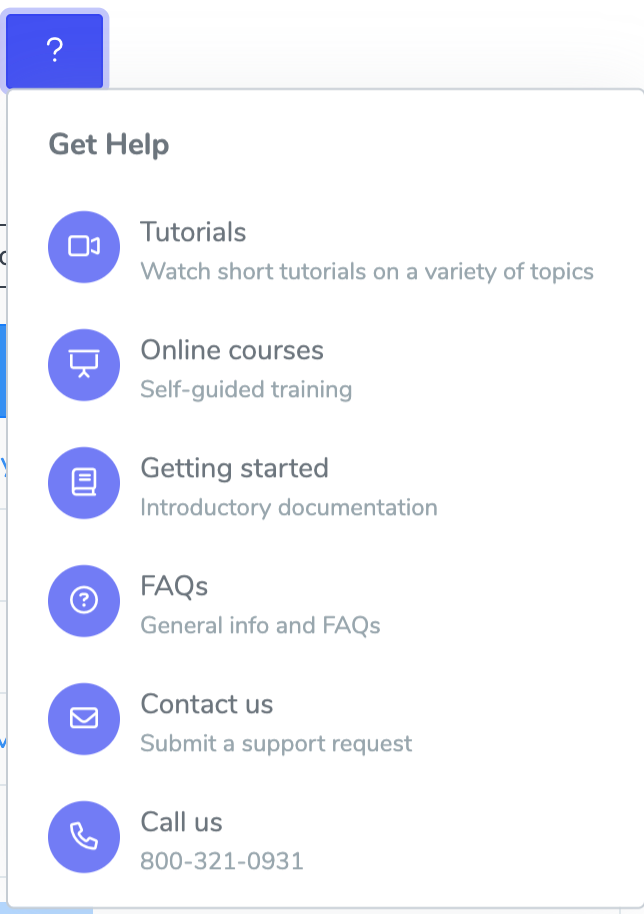 ?
Get Help
Tutorials
Watch short tutorials on a variety of topics
Online courses
Self-guided training
Getting started
Introductory documentation
FAQs
General info and FAQs
Contact us
Submit a support request
Call us
800-321-0931